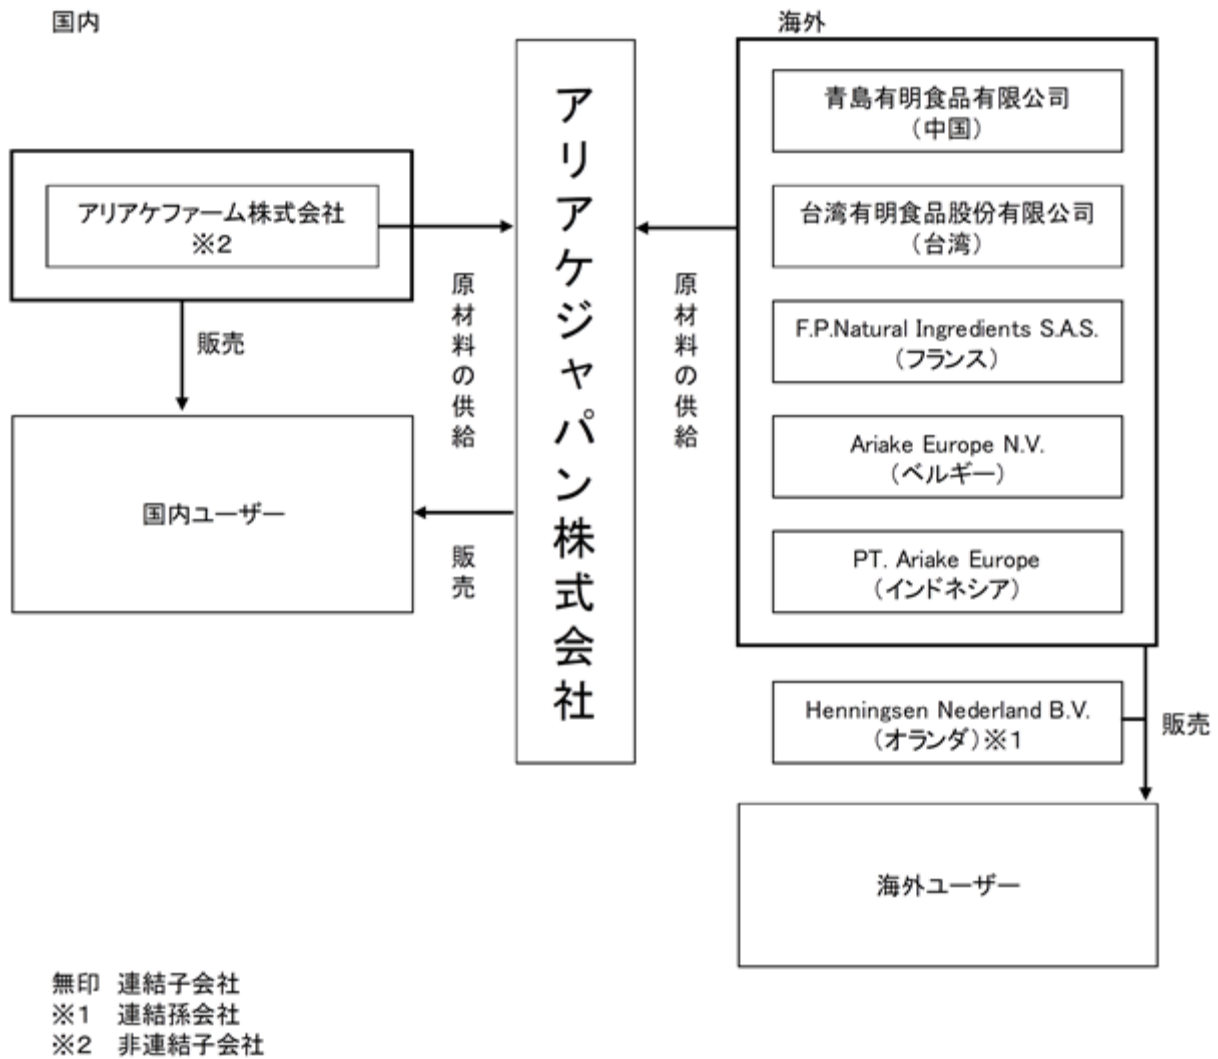 国内
アリアケファーム株式会社
※2
販売
国内ユーザー
原材料の供給
販売
アリアケジャパン株式会社
原材料の供給
海外
青島有明食品有限公司
（中国）
台湾有明食品股份有限公司
（台湾）
F.P.Natural Ingredients S.A.S.
（フランス）
Ariake Europe N.V.
（ベルギー）
PT. Ariake Europe
（インドネシア）
Henningsen Nederland B.V.
（オランダ）※1
販売
海外ユーザー
無印 連結子会社
※1 連結孫会社
※2 非連結子会社